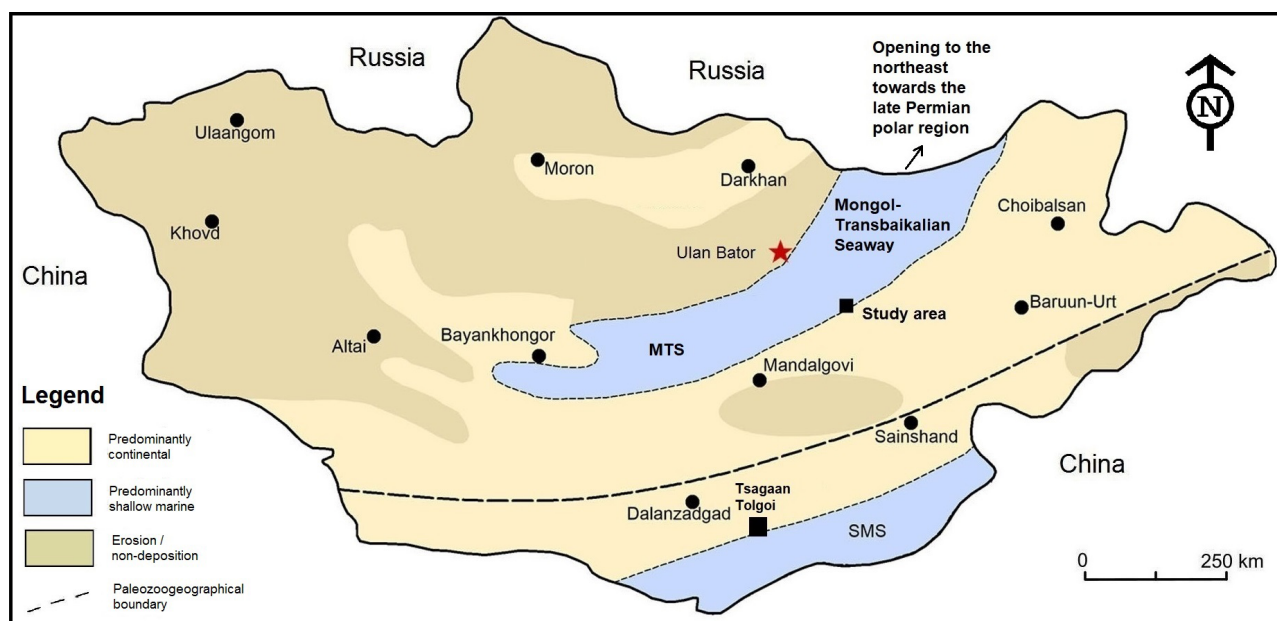 Russia
Russia
Opening to the
northeast
towards the
late Permian
polar region
N
Ulaangom
Moron
Darkhan
Khovd
Mongol-
Transbaikalian
Seaway
Choibalsan
Ulan Bator
China
Baruun-Urt
Study area
Altai
Bayankhongor
MTS
Mandalgovi
Sainshand
China
Tsagaan
Tolgoi
Dalanzadgad
SMS
Legend
Predominantly
continental
Predominantly
shallow marine
Erosion /
non-deposition
Paleozoogeographical
boundary
0 250 km